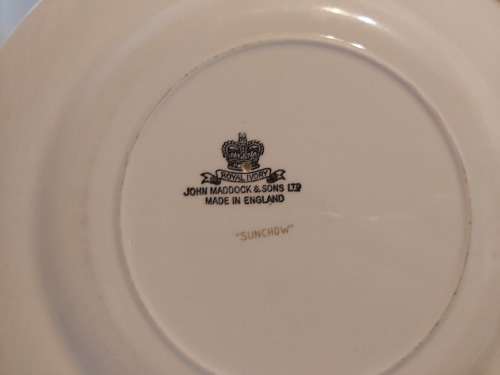 ROYAL IVORY
JOHN MADDOCK & SONS LTD
MADE IN ENGLAND
"SUNCHOW"